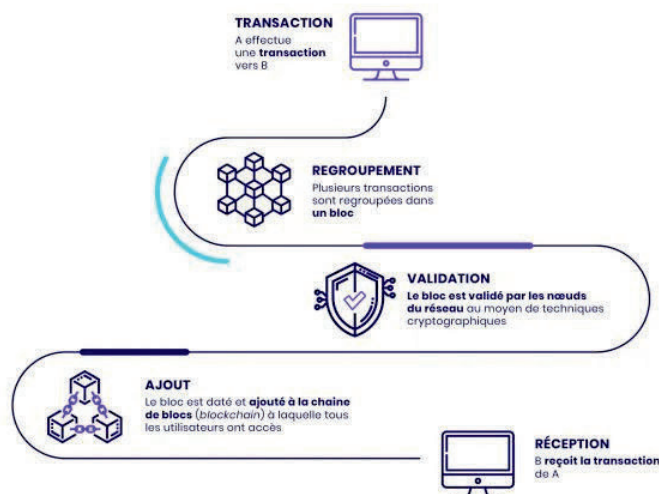 TRANSACTION
A effectue
une transaction
vers B
REGROUPEMENT
Plusieurs transactions
sont regroupées dans
un bloc
VALIDATION
Le bloc est validé par les nœuds
du réseau au moyen de techniques
cryptographiques
AJOUT
Le bloc est daté et ajouté à la chaine
de blocs (blockchain) à laquelle tous
les utilisateurs ont accès
RÉCEPTION
B reçoit la transaction
de A